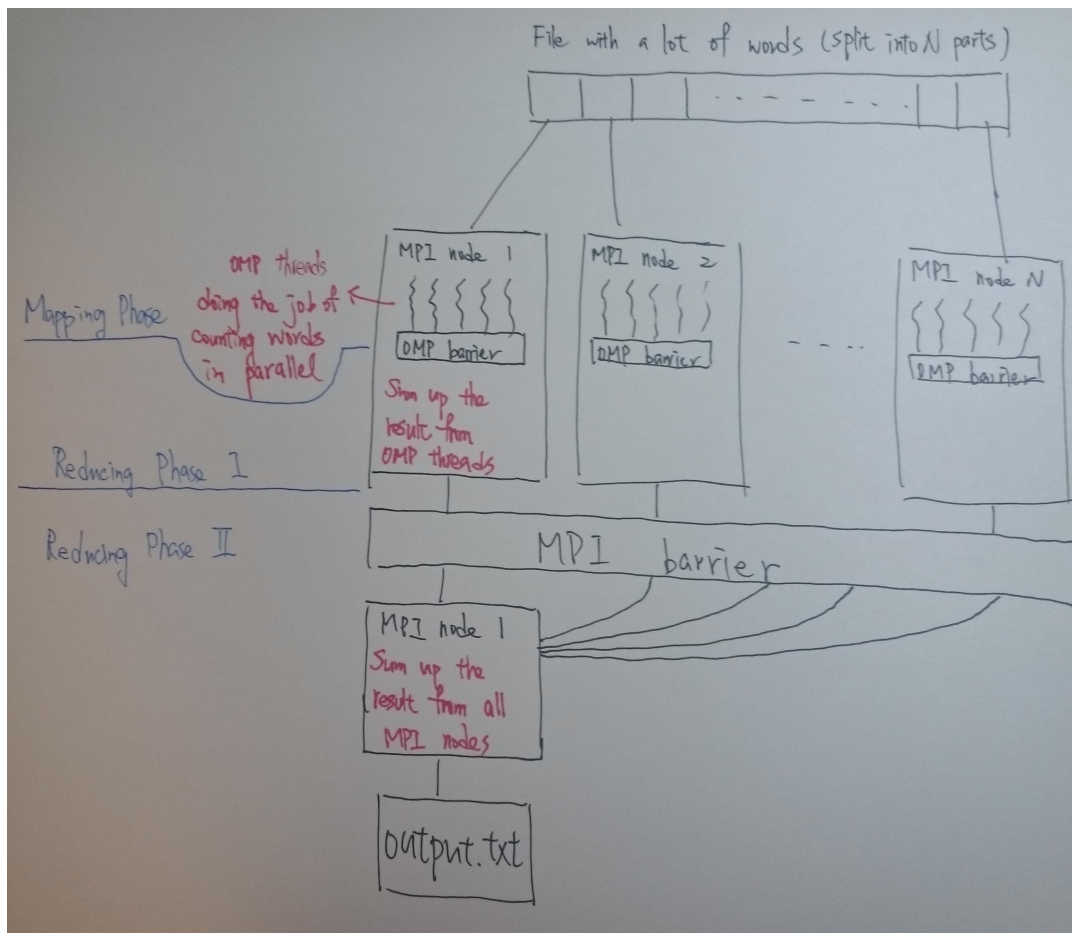 File with a lot of words (split into N parts)
MPI node 1
MPI node 2
MPI node N
OMP threads
doing the job of
counting words
in parallel
Mapping Phase
OMP barrier
OMP barrier
OMP barrier
Sum up the
result from
OMP threads
Reducing Phase I
Reducing Phase II
MPI barrier
MPI node 1
Sum up the
result from all
MPI nodes
output.txt